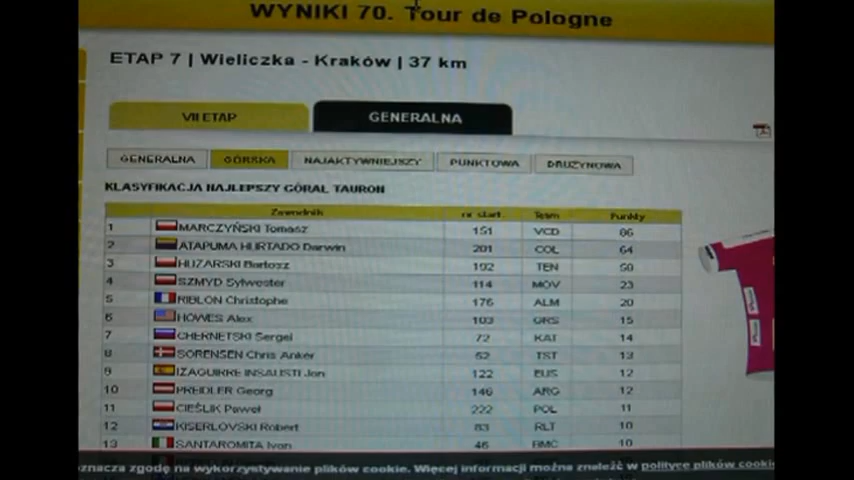 WYNIKI 70. Tour de Pologne
ETAP 7 | Wieliczka - Kraków | 37 km
VII ETAP GENERALNA
GENERALNA GÓRSKA NAJAKTYWNIEJSZY PUNKTOWA DRUŻYNOWA
KLASYFIKACJA NAJLEPSZY GÓRAL TAURON
Zawodnik nr start. Team Punkty
1 MARCZYŃSKI Tomasz 151 VCD 86
2 ATAPUMA HURTADO Darwin 201 COL 64
3 HUZARSKI Bartosz 192 TEN 50
4 SZMYD Sylwester 114 MOV 23
5 RIBLON Christophe 176 ALM 20
6 HOWES Alex 103 GRS 15
7 CHERNETSKI Sergei 72 KAT 14
8 SORENSEN Chris Anker 62 TST 13
9 IZAGUIRRE INSAUSTI Jon 122 EUS 12
10 PREIDLER Georg 146 ARG 12
11 CIEŚLIK Paweł 222 POL 11
12 KISERLOVSKI Robert 83 RLT 10
13 SANTAROMITA Ivan 46 BMC 10
oznacza zgodę na wykorzystywanie plików cookie. Więcej informacji można znaleźć w polityce plików cooki